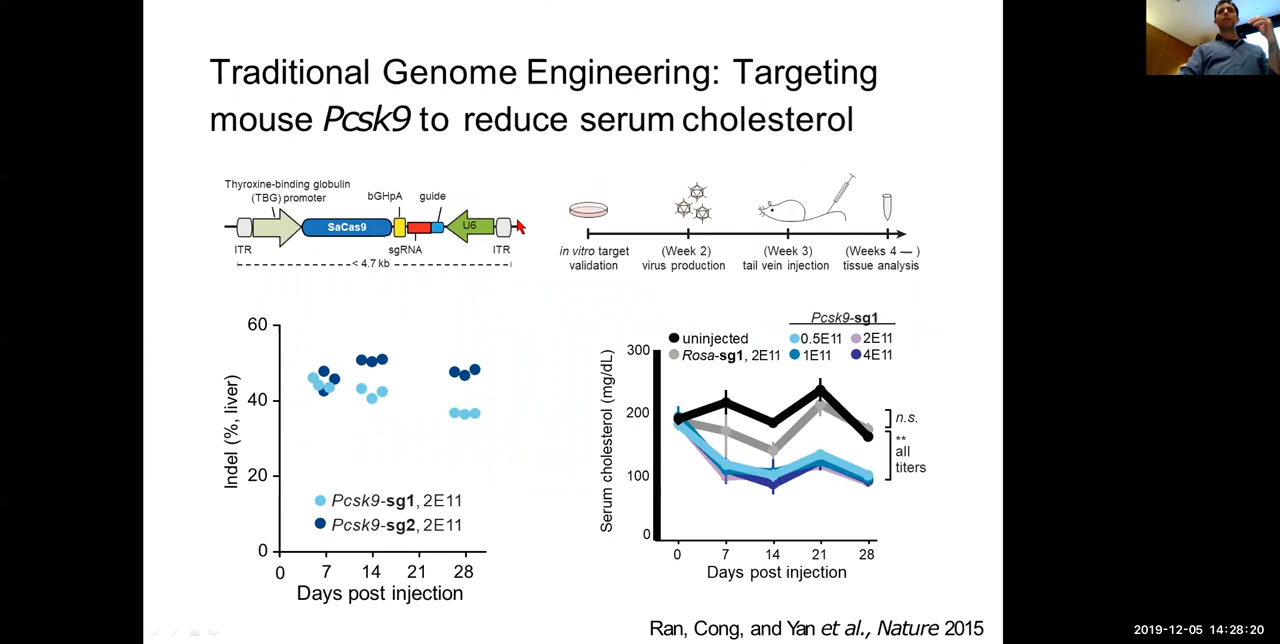 Traditional Genome Engineering: Targeting
mouse Pcsk9 to reduce serum cholesterol
Thyroxine-binding globulin
(TBG) promoter
bGHpA
guide
SaCas9
U6
ITR
sgRNA
ITR
< 4.7 kb
in vitro target
validation
(Week 2)
virus production
(Week 3)
tail vein injection
(Weeks 4 — )
tissue analysis
60
40
20
0
Indel (%, liver)
Pcsk9-sg1, 2E11
Pcsk9-sg2, 2E11
0 7 14 21 28
Days post injection
Pcsk9-sg1
uninjected
0.5E11 2E11
Rosa-sg1, 2E11
1E11 4E11
300
200
100
0
Serum cholesterol (mg/dL)
n.s.
**
all
titers
0 7 14 21 28
Days post injection
Ran, Cong, and Yan et al., Nature 2015
2019-12-05 14:28:20